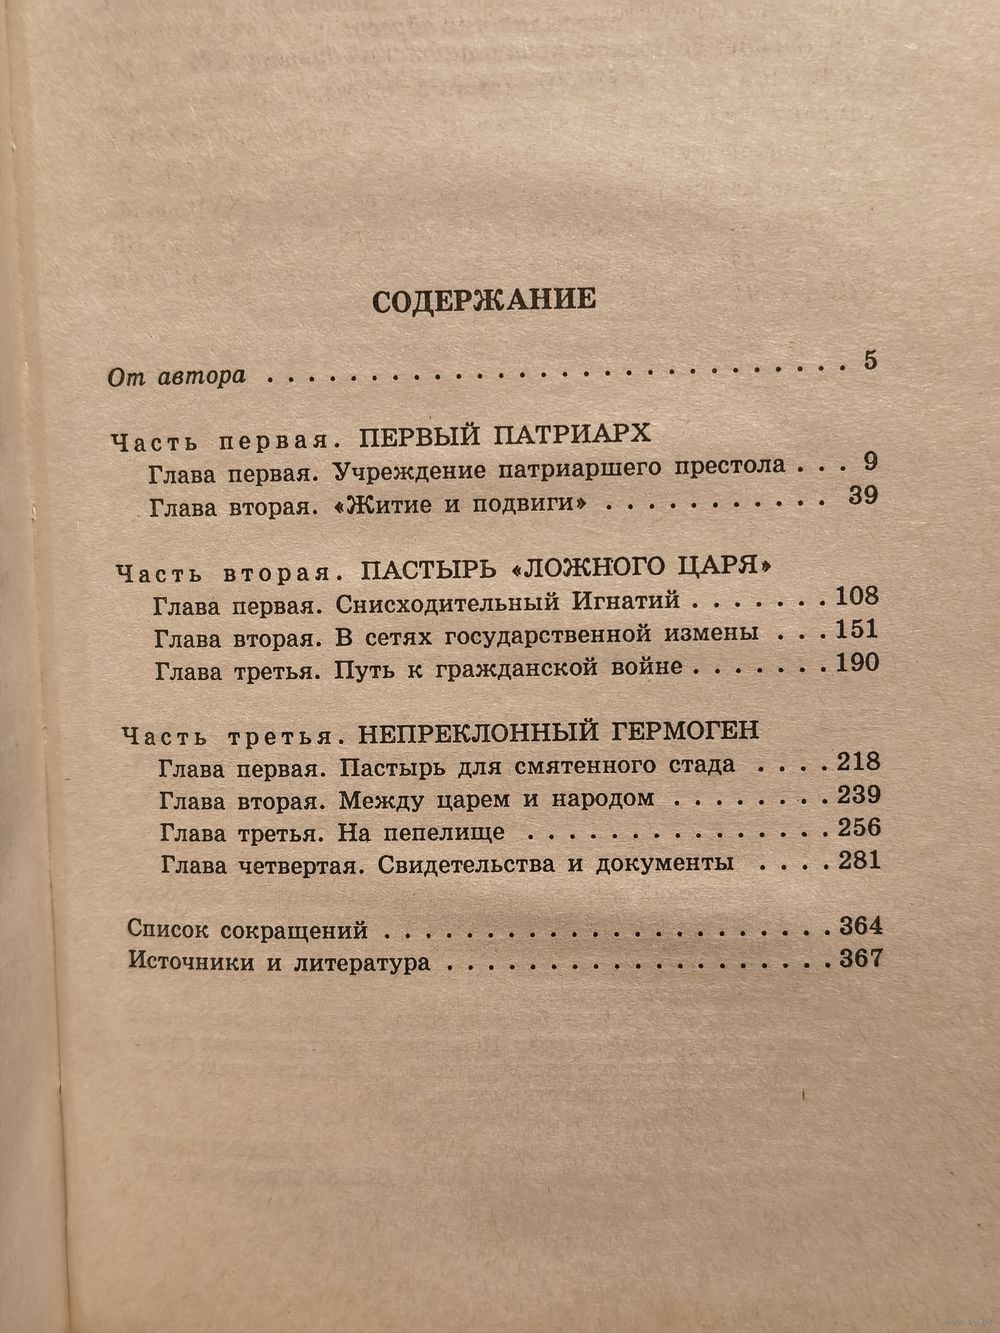 СОДЕРЖАНИЕ
От автора . . . . . . . . . . . . . . . . . . . . . . . . . . . . 5
Часть первая. ПЕРВЫЙ ПАТРИАРХ
Глава первая. Учреждение патриаршего престола . . . 9
Глава вторая. «Житие и подвиги» . . . . . . . . . . . 39
Часть вторая. ПАСТЫРЬ «ЛОЖНОГО ЦАРЯ»
Глава первая. Снисходительный Игнатий . . . . . . . 108
Глава вторая. В сетях государственной измены . . . 151
Глава третья. Путь к гражданской войне . . . . . . . 190
Часть третья. НЕПРЕКЛОННЫЙ ГЕРМОГЕН
Глава первая. Пастырь для смятенного стада . . . . 218
Глава вторая. Между царем и народом . . . . . . . . 239
Глава третья. На пепелище . . . . . . . . . . . . . . . 256
Глава четвертая. Свидетельства и документы . . . . 281
Список сокращений . . . . . . . . . . . . . . . . . . . . . . 364
Источники и литература . . . . . . . . . . . . . . . . . . . 367
www.ay.by